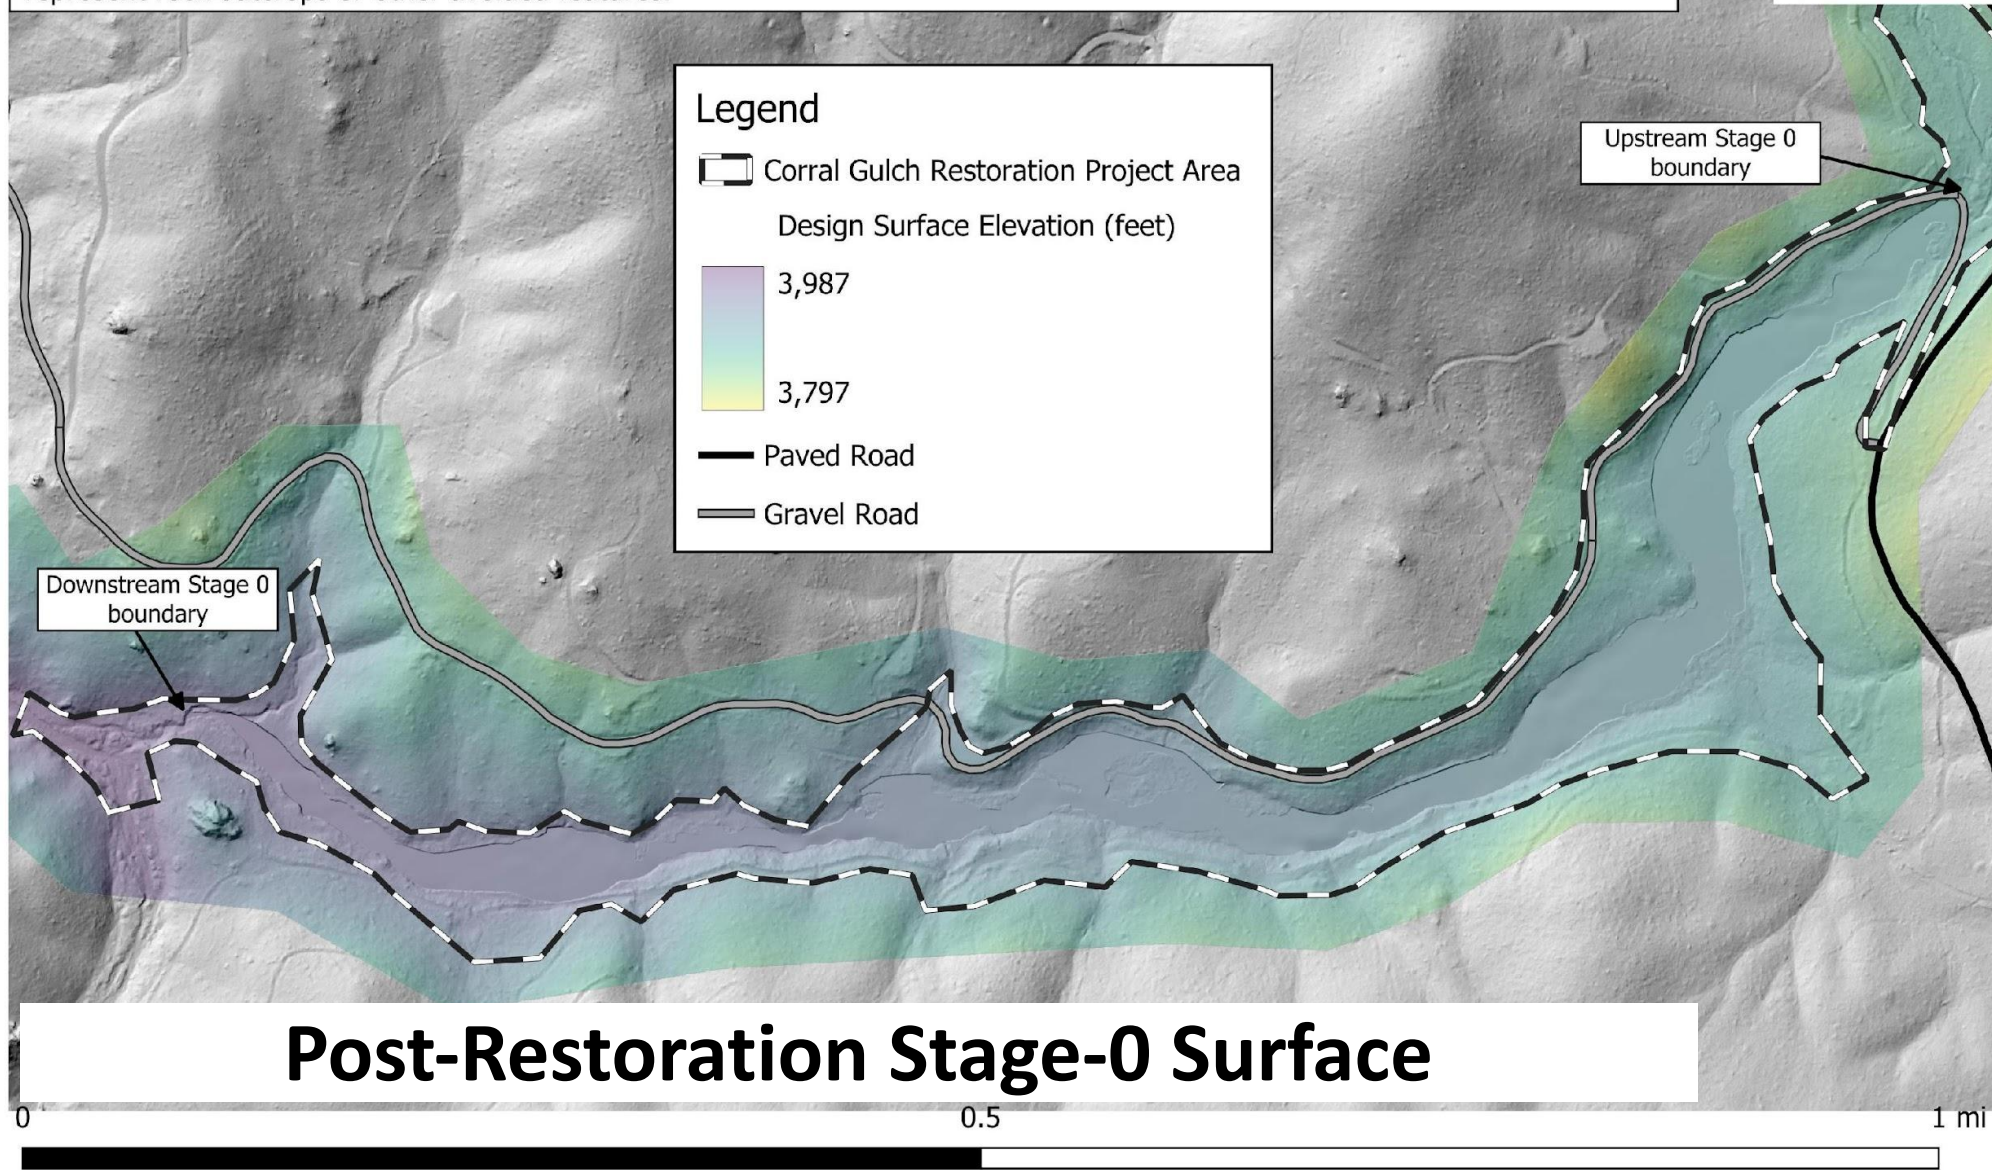 Upstream Stage 0
boundary
Legend
Corral Gulch Restoration Project Area
Design Surface Elevation (feet)
3,987
3,797
Paved Road
Gravel Road
Downstream Stage 0
boundary
Post-Restoration Stage-0 Surface
0 0.5 1 mi